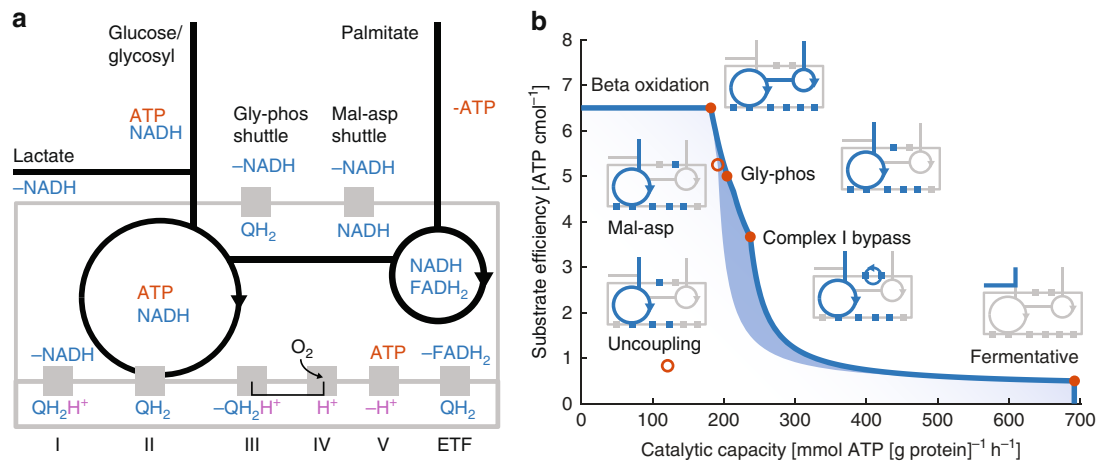 a
Glucose/
glycosyl
Palmitate
ATP
NADH
Gly-phos
shuttle
Mal-asp
shuttle
-ATP
Lactate
–NADH
–NADH
–NADH
QH₂
NADH
ATP
NADH
NADH
FADH₂
–NADH
O₂
ATP
–FADH₂
QH₂H⁺
QH₂
–QH₂H⁺
H⁺
–H⁺
QH₂
I II III IV V ETF
b
Substrate efficiency [ATP cmol⁻¹]
8
7
6
5
4
3
2
1
0
Beta oxidation
Gly-phos
Mal-asp
Complex I bypass
Uncoupling
Fermentative
0 100 200 300 400 500 600 700
Catalytic capacity [mmol ATP [g protein]⁻¹ h⁻¹]